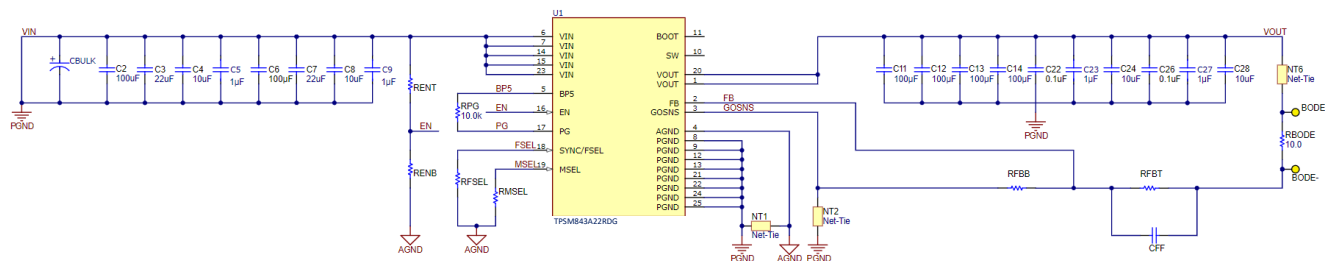 U1
VIN
CBULK
C2
100uF
C3
22uF
C4
10uF
C5
1µF
C6
100uF
C7
22uF
C8
10uF
C9
1µF
PGND
RENT
EN
RENB
AGND
BP5
RPG
10.0k
EN
PG
FSEL
MSEL
RFSEL
RMSEL
AGND
6 VIN
7 VIN
14 VIN
15 VIN
23 VIN
5 BP5
16 EN
17 PG
18 SYNC/FSEL
19 MSEL
BOOT 11
SW 10
VOUT 20
VOUT 1
FB 2
GOSNS 3
AGND 4
PGND 8
PGND 9
PGND 12
PGND 13
PGND 21
PGND 22
PGND 24
PGND 25
TPSM843A22RDG
FB
GOSNS
NT1
Net-Tie
PGND
AGND
NT2
Net-Tie
PGND
VOUT
C11
100µF
C12
100µF
C13
100µF
C14
100µF
C22
0.1uF
C23
1µF
C24
10uF
C26
0.1uF
C27
1µF
C28
10uF
PGND
NT6
Net-Tie
BODE
RBODE
10.0
BODE-
RFBB
RFBT
CFF